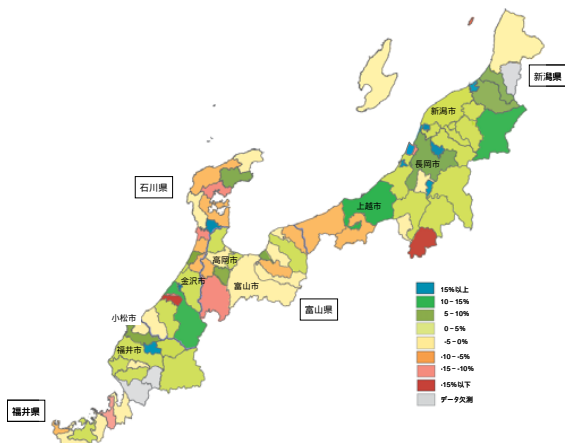 新潟県
新潟市
長岡市
石川県
上越市
高岡市
金沢市
富山市
富山県
小松市
福井市
福井県
15%以上
10－15%
5－10%
0－5%
-5－0%
-10－-5%
-15－-10%
-15%以下
データ欠測